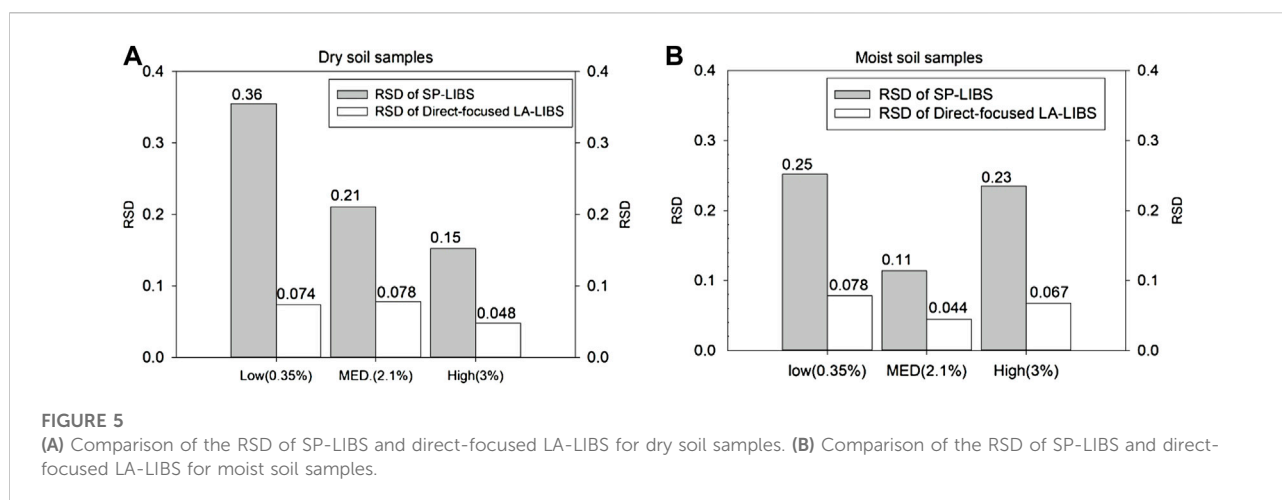 A
Dry soil samples
0.4
0.3
0.2
0.1
0.0
RSD
RSD of SP-LIBS
RSD of Direct-focused LA-LIBS
0.36
0.074
0.21
0.078
0.15
0.048
Low(0.35%)
MED.(2.1%)
High(3%)
0.4
0.3
0.2
0.1
0.0
RSD
B
Moist soil samples
0.4
0.3
0.2
0.1
0.0
RSD
RSD of SP-LIBS
RSD of Direct-focused LA-LIBS
0.25
0.078
0.11
0.044
0.23
0.067
low(0.35%)
MED(2.1%)
High(3%)
0.4
0.3
0.2
0.1
0.0
RSD
FIGURE 5
(A) Comparison of the RSD of SP-LIBS and direct-focused LA-LIBS for dry soil samples. (B) Comparison of the RSD of SP-LIBS and direct-
focused LA-LIBS for moist soil samples.